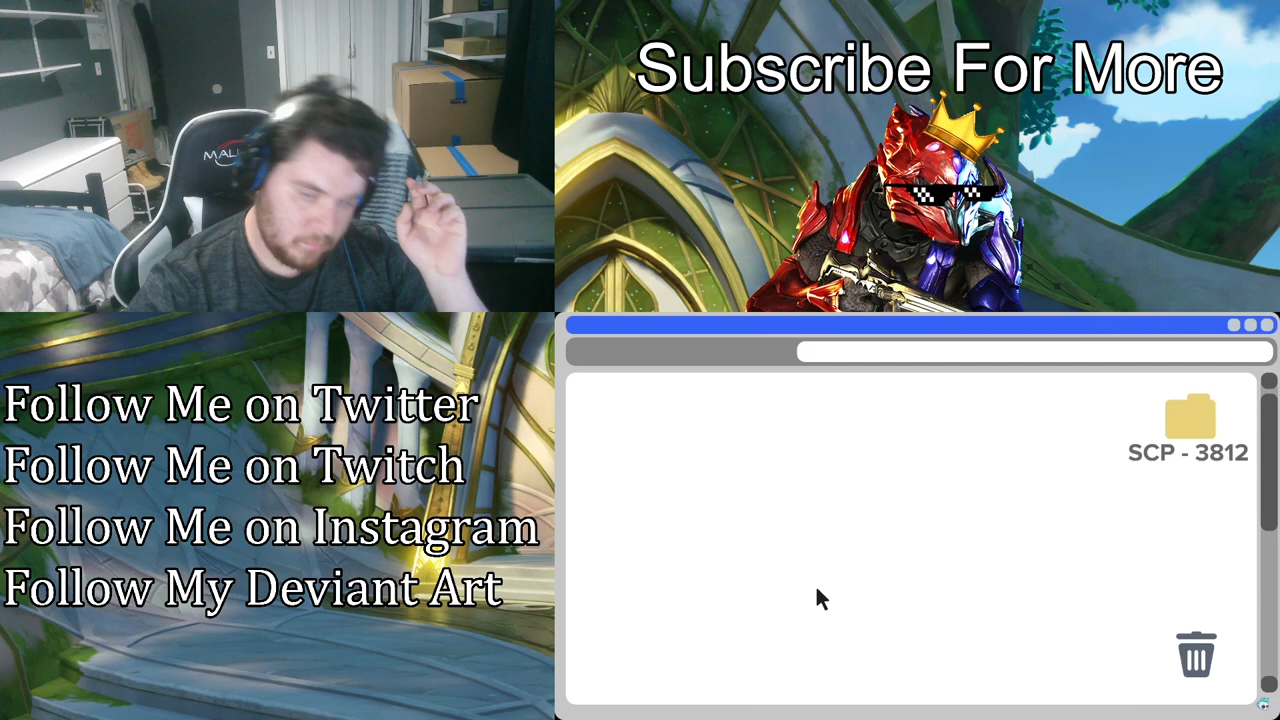 Subscribe For More
Follow Me on Twitter
Follow Me on Twitch
Follow Me on Instagram
Follow My Deviant Art
SCP - 3812